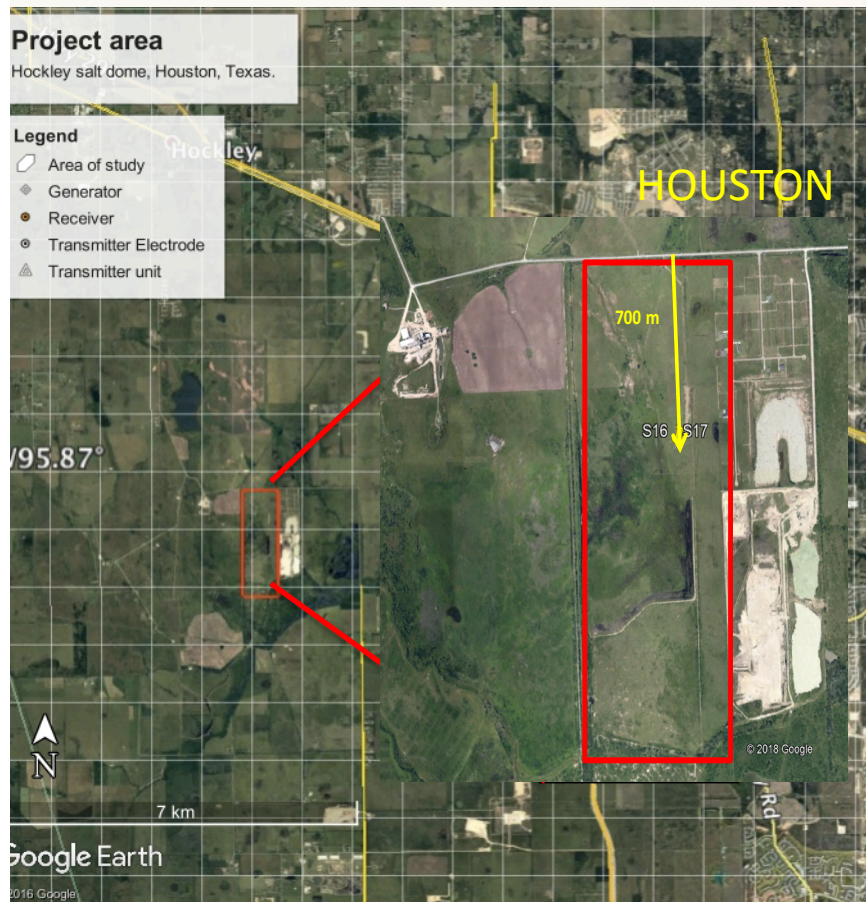 Project area
Hockley salt dome, Houston, Texas.
Legend
Area of study
Generator
Receiver
Transmitter Electrode
Transmitter unit
Hockley
HOUSTON
700 m
S16 S17
/95.87°
© 2018 Google
N
7 km
Rd
Google Earth
2016 Google